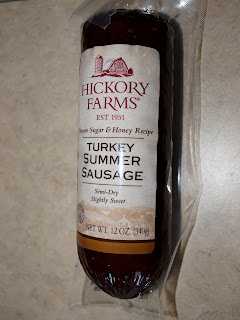 HICKORY
FARMS®
EST 1951
Brown Sugar & Honey Recipe
TURKEY
SUMMER
SAUSAGE
Semi-Dry
Slightly Sweet
NET WT. 12 OZ. (340g)